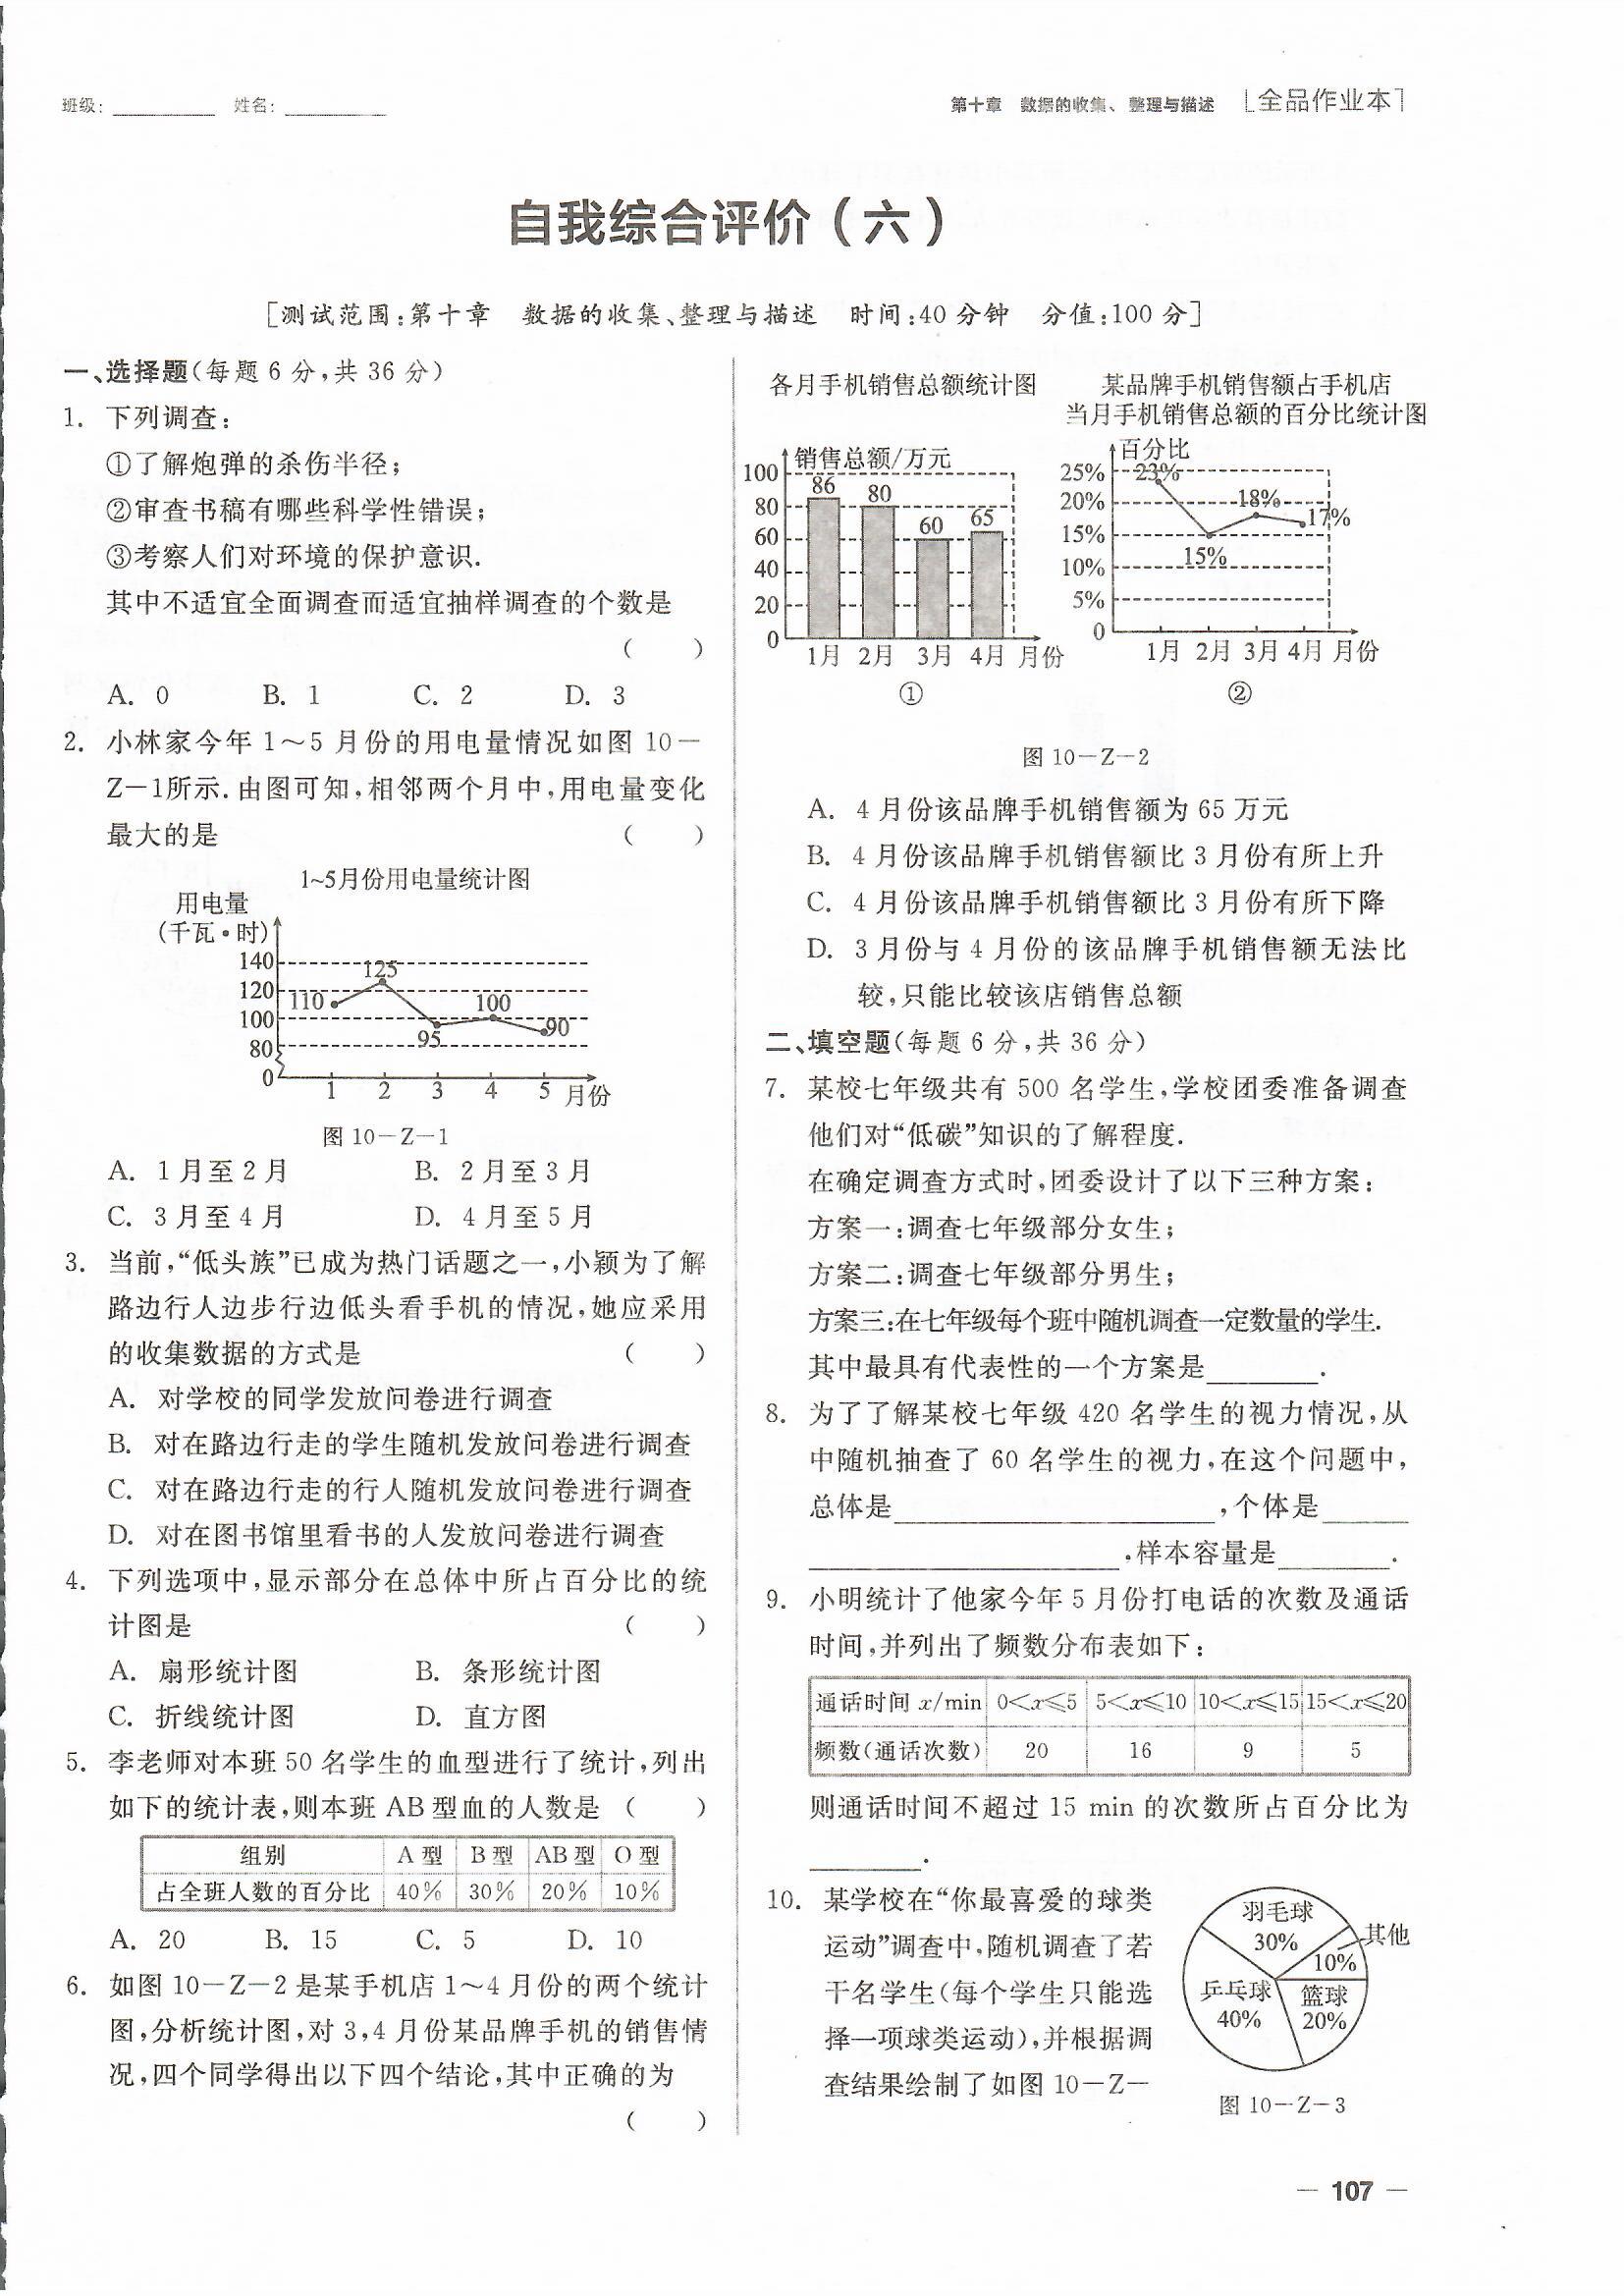 班级: 姓名: 第十章 数据的收集、整理与描述 [全品作业本]
自我综合评价(六)
[测试范围:第十章 数据的收集、整理与描述 时间:40分钟 分值:100分]
一、选择题(每题6分,共36分)
1. 下列调查:
①了解炮弹的杀伤半径;
②审查书稿有哪些科学性错误;
③考察人们对环境的保护意识.
其中不适宜全面调查而适宜抽样调查的个数是
( )
A. 0 B. 1 C. 2 D. 3
2. 小林家今年1～5月份的用电量情况如图10－
Z－1所示.由图可知,相邻两个月中,用电量变化
最大的是 ( )
1~5月份用电量统计图
用电量
(千瓦·时)
140
125
120
110
100
100
95
90
80
0
1 2 3 4 5 月份
图10－Z－1
A. 1月至2月 B. 2月至3月
C. 3月至4月 D. 4月至5月
3. 当前,“低头族”已成为热门话题之一,小颖为了解
路边行人边步行边低头看手机的情况,她应采用
的收集数据的方式是 ( )
A. 对学校的同学发放问卷进行调查
B. 对在路边行走的学生随机发放问卷进行调查
C. 对在路边行走的行人随机发放问卷进行调查
D. 对在图书馆里看书的人发放问卷进行调查
4. 下列选项中,显示部分在总体中所占百分比的统
计图是 ( )
A. 扇形统计图 B. 条形统计图
C. 折线统计图 D. 直方图
5. 李老师对本班50名学生的血型进行了统计,列出
如下的统计表,则本班AB型血的人数是 ( )
组别 A型 B型 AB型 O型
占全班人数的百分比 40% 30% 20% 10%
A. 20 B. 15 C. 5 D. 10
6. 如图10－Z－2是某手机店1～4月份的两个统计
图,分析统计图,对3,4月份某品牌手机的销售情
况,四个同学得出以下四个结论,其中正确的为
( )
各月手机销售总额统计图
销售总额/万元
100
86
80
80
65
60
60
40
20
0
1月 2月 3月 4月 月份
①
某品牌手机销售额占手机店
当月手机销售总额的百分比统计图
百分比
25%
23%
20%
18%
17%
15%
15%
10%
5%
0
1月 2月 3月 4月 月份
②
图10－Z－2
A. 4月份该品牌手机销售额为65万元
B. 4月份该品牌手机销售额比3月份有所上升
C. 4月份该品牌手机销售额比3月份有所下降
D. 3月份与4月份的该品牌手机销售额无法比
较,只能比较该店销售总额
二、填空题(每题6分,共36分)
7. 某校七年级共有500名学生,学校团委准备调查
他们对“低碳”知识的了解程度.
在确定调查方式时,团委设计了以下三种方案:
方案一:调查七年级部分女生;
方案二:调查七年级部分男生;
方案三:在七年级每个班中随机调查一定数量的学生.
其中最具有代表性的一个方案是________.
8. 为了了解某校七年级420名学生的视力情况,从
中随机抽查了60名学生的视力,在这个问题中,
总体是________________________,个体是______
________________________,样本容量是________.
9. 小明统计了他家今年5月份打电话的次数及通话
时间,并列出了频数分布表如下:
通话时间x/min 0<x≤5 5<x≤10 10<x≤15 15<x≤20
频数(通话次数) 20 16 9 5
则通话时间不超过15 min的次数所占百分比为
________.
10. 某学校在“你最喜爱的球类
运动”调查中,随机调查了若
干名学生(每个学生只能选
择一项球类运动),并根据调
查结果绘制了如图10－Z－
羽毛球
30%
其他
10%
乒乓球
40%
篮球
20%
图10－Z－3
— 107 —